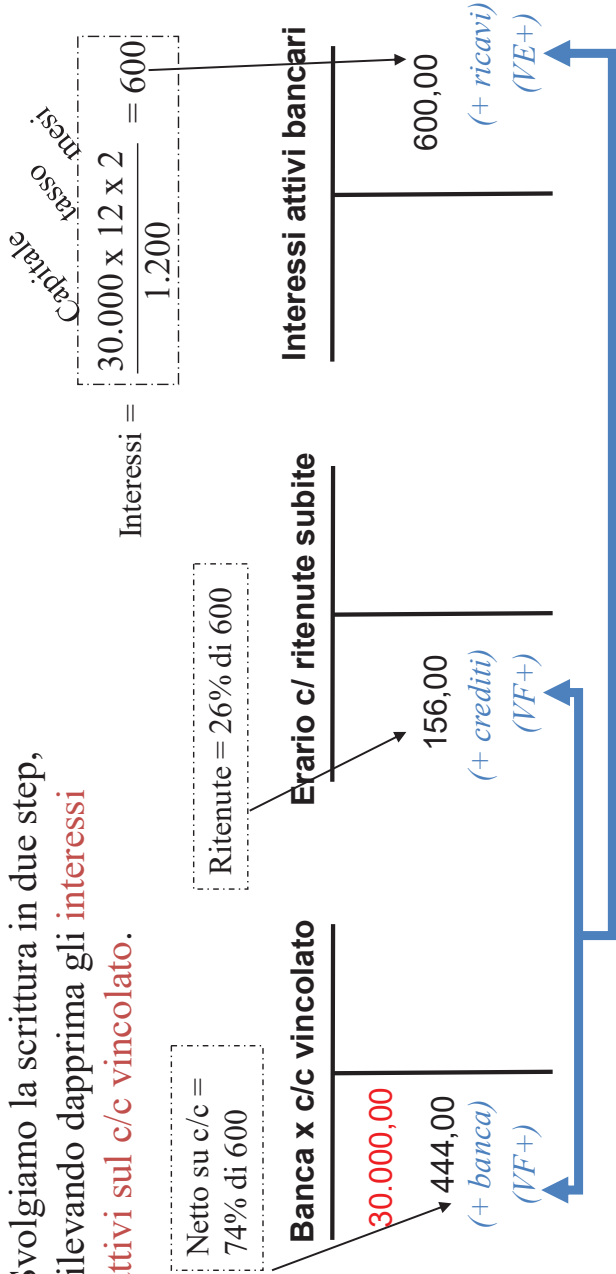 Svolgiamo la scrittura in due step,
rilevando dapprima gli interessi
attivi sul c/c vincolato.
Capitale tasso mesi
Interessi = 30.000 x 12 x 2 = 600
1.200
Netto su c/c =
74% di 600
Ritenute = 26% di 600
Banca x c/c vincolato
30.000,00
444,00
(+ banca)
(VF+)
Erario c/ ritenute subite
156,00
(+ crediti)
(VF+)
Interessi attivi bancari
600,00
(+ ricavi)
(VE+)